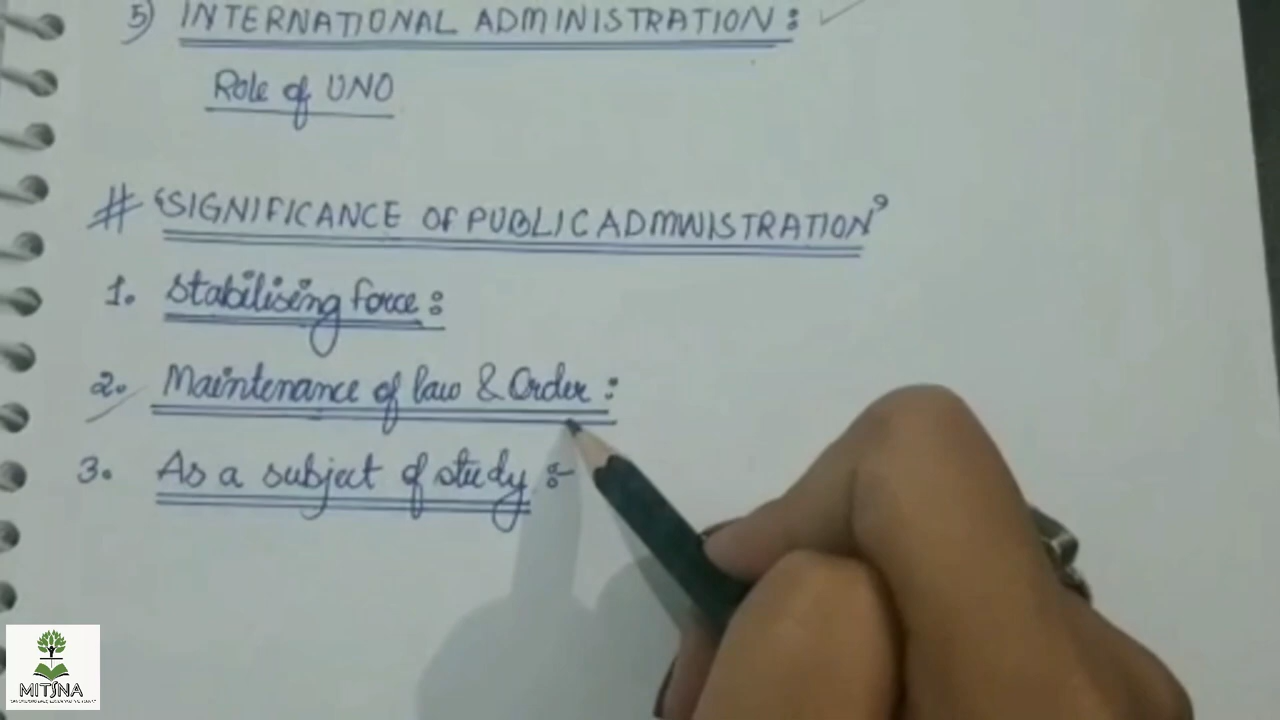 5) INTERNATIONAL ADMINISTRATION:
Role of UNO
# 'SIGNIFICANCE OF PUBLIC ADMINISTRATION'
1. Stabilising force:
2. Maintenance of law & Order:
3. As a subject of study :-
MITSNA